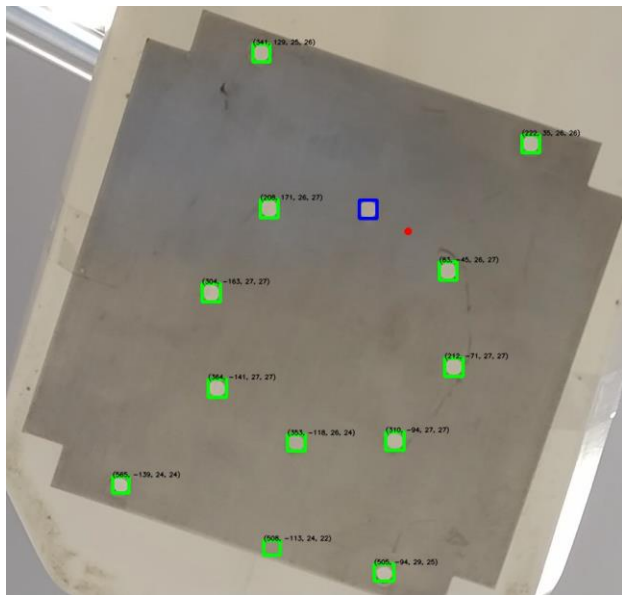 (341, 129, 25, 26)
(222, 35, 26, 26)
(208, 171, 26, 27)
(83, -45, 26, 27)
(304, -163, 27, 27)
(212, -71, 27, 27)
(364, -141, 27, 27)
(353, -118, 26, 24)
(310, -94, 27, 27)
(565, -139, 24, 24)
(508, -113, 24, 22)
(505, -94, 29, 25)